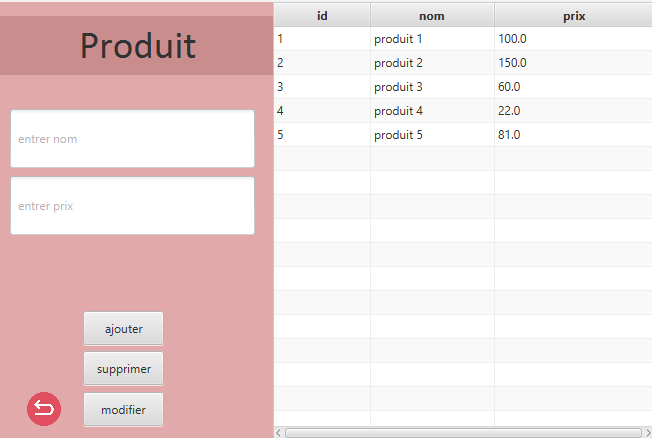 Produit
entrer nom
entrer prix
ajouter
supprimer
modifier
id nom prix
1 produit 1 100.0
2 produit 2 150.0
3 produit 3 60.0
4 produit 4 22.0
5 produit 5 81.0